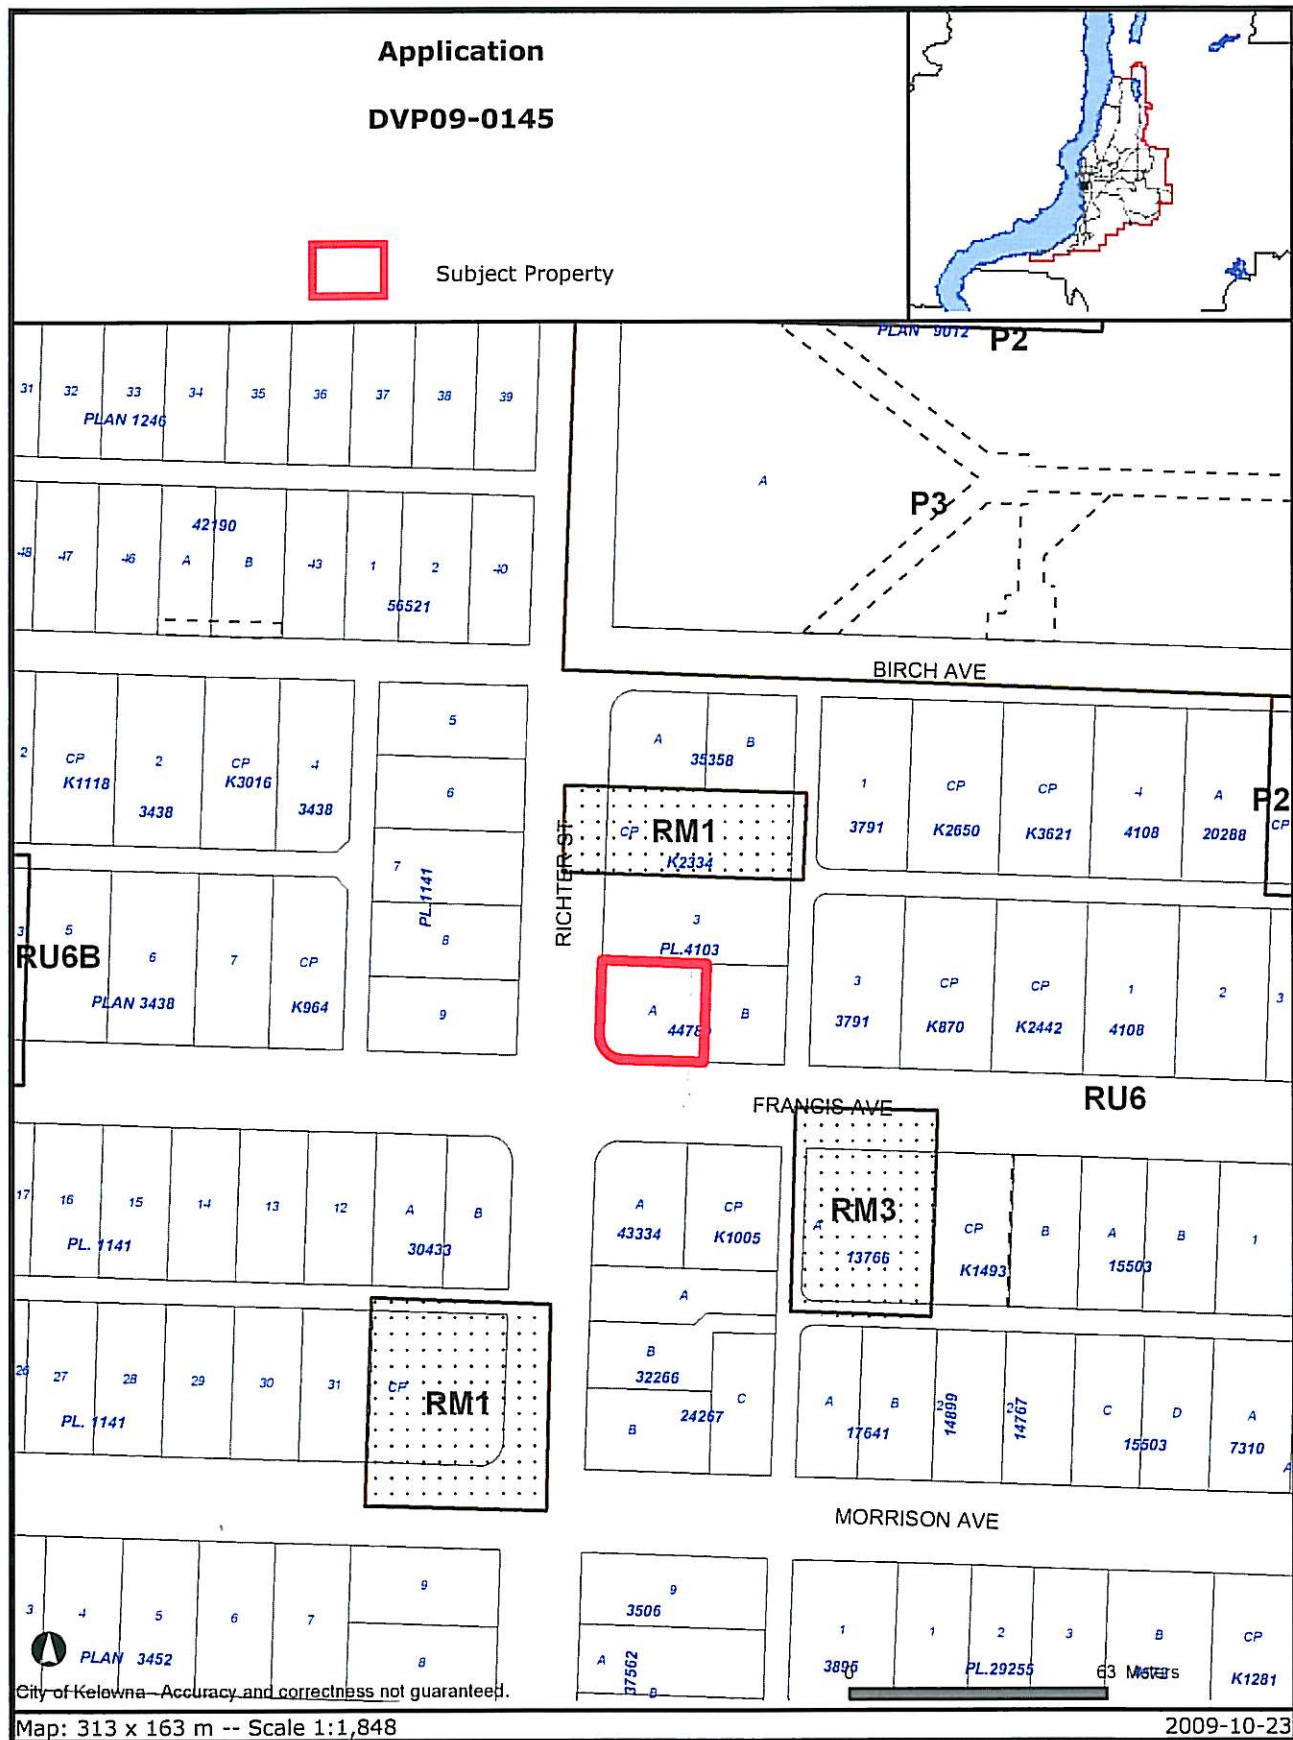 Application
DVP09-0145
Subject Property
PLAN 9012 P2
31 32 33 34 35 36 37 38 39
PLAN 1246
A
P3
42190
48 47 46 A B 43 1 2 40
56521
BIRCH AVE
5
A B
35358
2 CP 2 CP 4
K1118 K3016
3438 3438
6
1 CP CP 4 A P2
3791 K2650 K3621 4108 20288 CP
CP RM1
K2334
RICHTER ST
7
PL.1141
3
PL.4103
8
3 5 6 7 CP
RU6B
PLAN 3438 K964
9
A B
3 CP CP 1 2 3
3791 K870 K2442 4108
RU6
FRANCIS AVE
17 16 15 14 13 12 A B
PL. 1141 30433
A CP
43334 K1005
RM3
A
13766
CP B A B 1
K1493 15503
A
26 27 28 29 30 31 CP
RM1
PL. 1141
B
32266
C
24267
B
A B 2 2 C D A
17641 14899 14767 15503 7310
A
MORRISON AVE
3 4 5 6 7 9
8
PLAN 3452
9
3506
A
37562
B
1 1 2 3 B CP
3895 PL.29255 K1281
0 63 Meters
City of Kelowna--Accuracy and correctness not guaranteed.
Map: 313 x 163 m -- Scale 1:1,848
2009-10-23